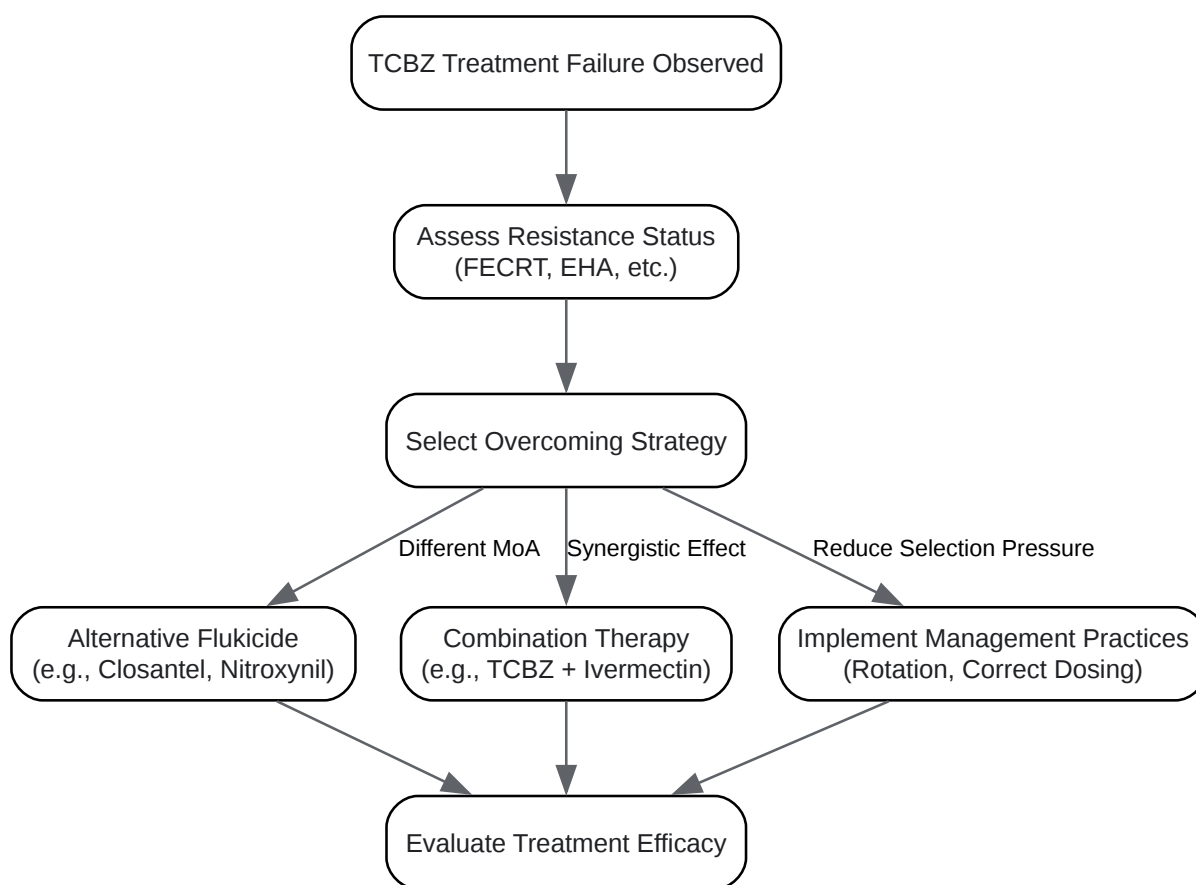 TCBZ Treatment Failure Observed
Assess Resistance Status
(FECRT, EHA, etc.)
Select Overcoming Strategy
Different MoA
Synergistic Effect
Reduce Selection Pressure
Alternative Flukicide
(e.g., Closantel, Nitroxynil)
Combination Therapy
(e.g., TCBZ + Ivermectin)
Implement Management Practices
(Rotation, Correct Dosing)
Evaluate Treatment Efficacy